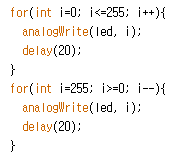 for(int i=0; i<=255; i++){
  analogWrite(led, i);
  delay(20);
}
for(int i=255; i>=0; i--){
  analogWrite(led, i);
  delay(20);
}